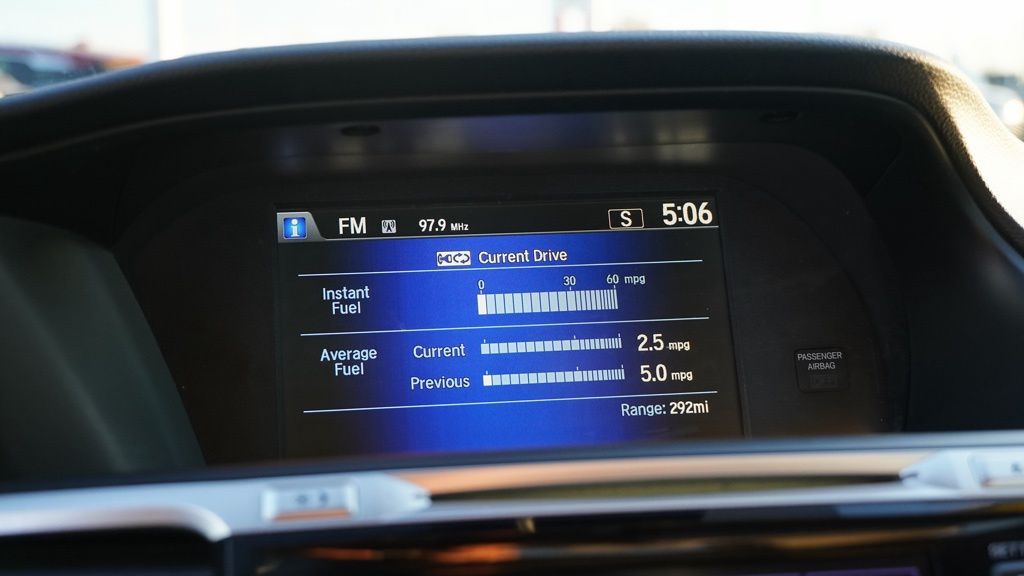 i FM 97.9 MHz S 5:06
Current Drive
0 30 60 mpg
Instant
Fuel
Average
Fuel
Current 2.5 mpg
Previous 5.0 mpg
Range: 292mi
PASSENGER
AIRBAG